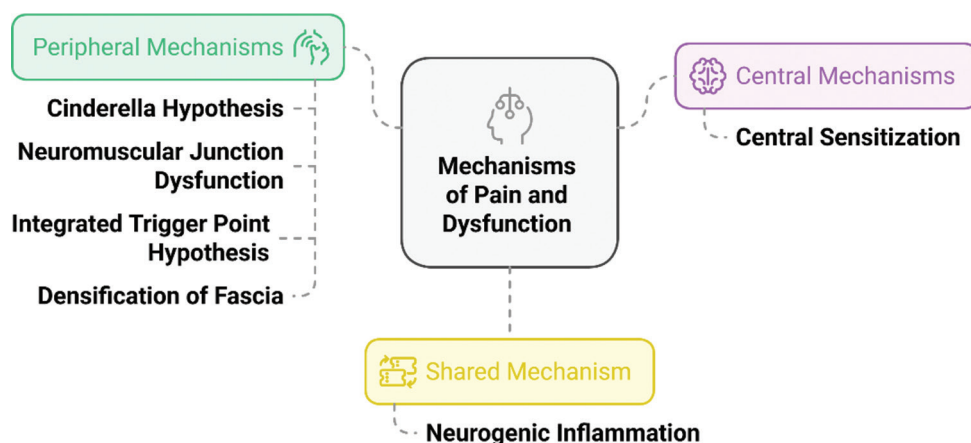 Peripheral Mechanisms
Cinderella Hypothesis
Neuromuscular Junction
Dysfunction
Integrated Trigger Point
Hypothesis
Densification of Fascia
Mechanisms
of Pain and
Dysfunction
Central Mechanisms
Central Sensitization
Shared Mechanism
Neurogenic Inflammation